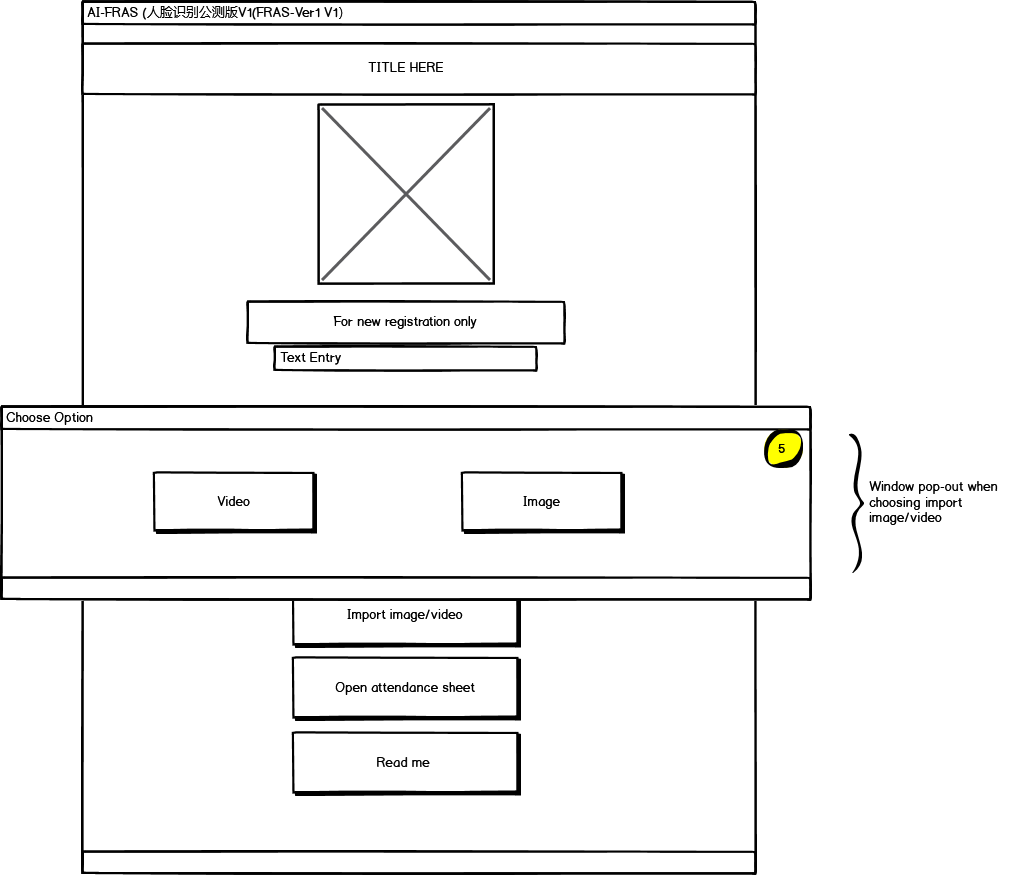 AI-FRAS (人脸识别公测版V1(FRAS-Ver1 V1)
TITLE HERE
For new registration only
Text Entry
Choose Option
5
Video
Image
Window pop-out when
choosing import
image/video
Import image/video
Open attendance sheet
Read me